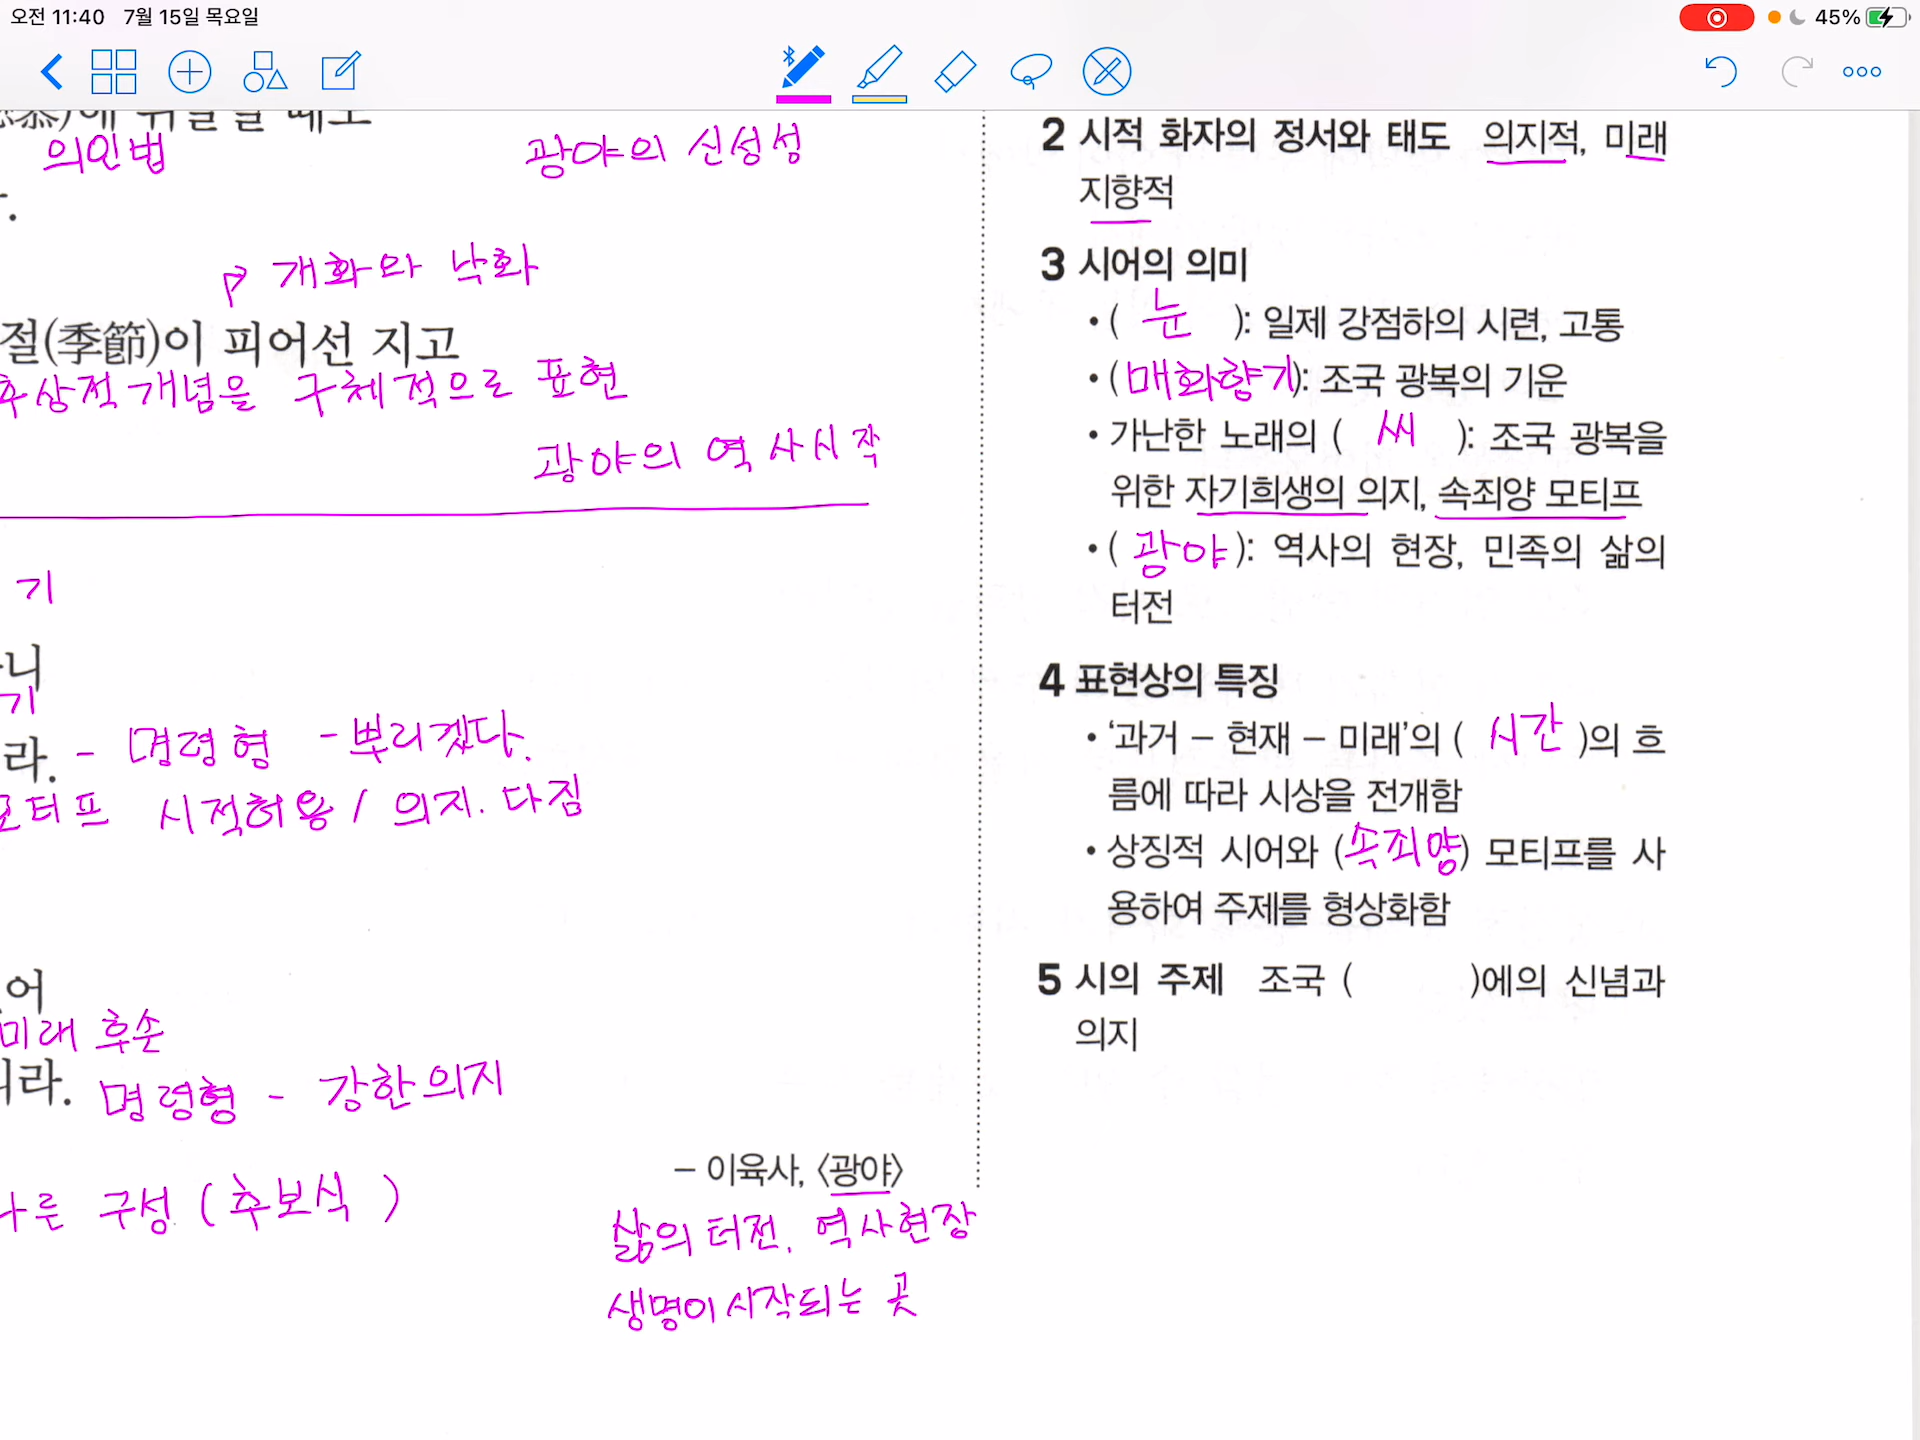 오전 11:40 7월 15일 목요일
45%
의인법
광야의 신성성
개화와 낙화
절(季節)이 피어선 지고
추상적개념을 구체적으로 표현
광야의 역사시작
기
니
기
라. - 명령형 - 뿌리겠다.
모티프 시적허용 / 의지. 다짐
어
미래 후손
라. 명령형 - 강한의지
- 이육사, 〈광야〉
따른 구성 (추보식 )
삶의 터전, 역사현장
생명이 시작되는 곳
2 시적 화자의 정서와 태도 의지적, 미래
지향적
3 시어의 의미
• ( 눈 ): 일제 강점하의 시련, 고통
• (매화향기): 조국 광복의 기운
• 가난한 노래의 ( 씨 ): 조국 광복을
위한 자기희생의 의지, 속죄양 모티프
• ( 광야 ): 역사의 현장, 민족의 삶의
터전
4 표현상의 특징
• ‘과거 – 현재 – 미래’의 ( 시간 )의 흐
름에 따라 시상을 전개함
• 상징적 시어와 (속죄양) 모티프를 사
용하여 주제를 형상화함
5 시의 주제 조국 ( )에의 신념과
의지